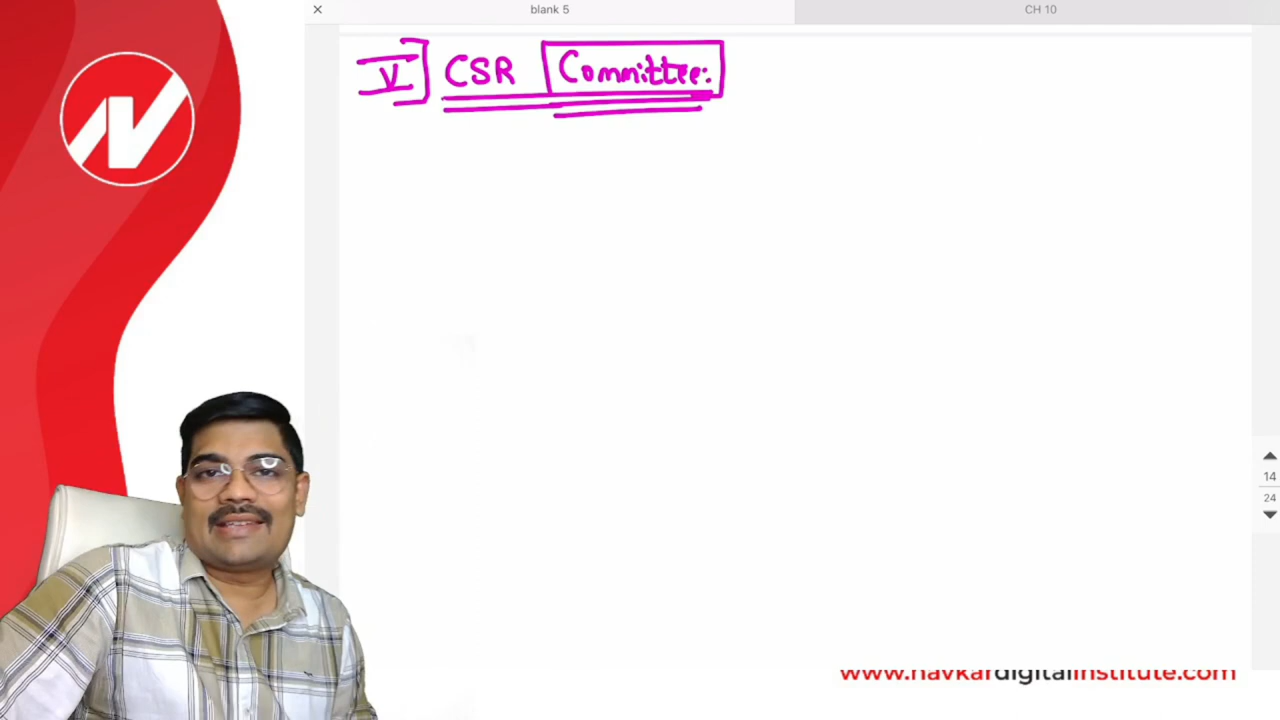 × blank 5 CH 10
V] CSR Committee:
14
24
www.navkardigitalinstitute.com